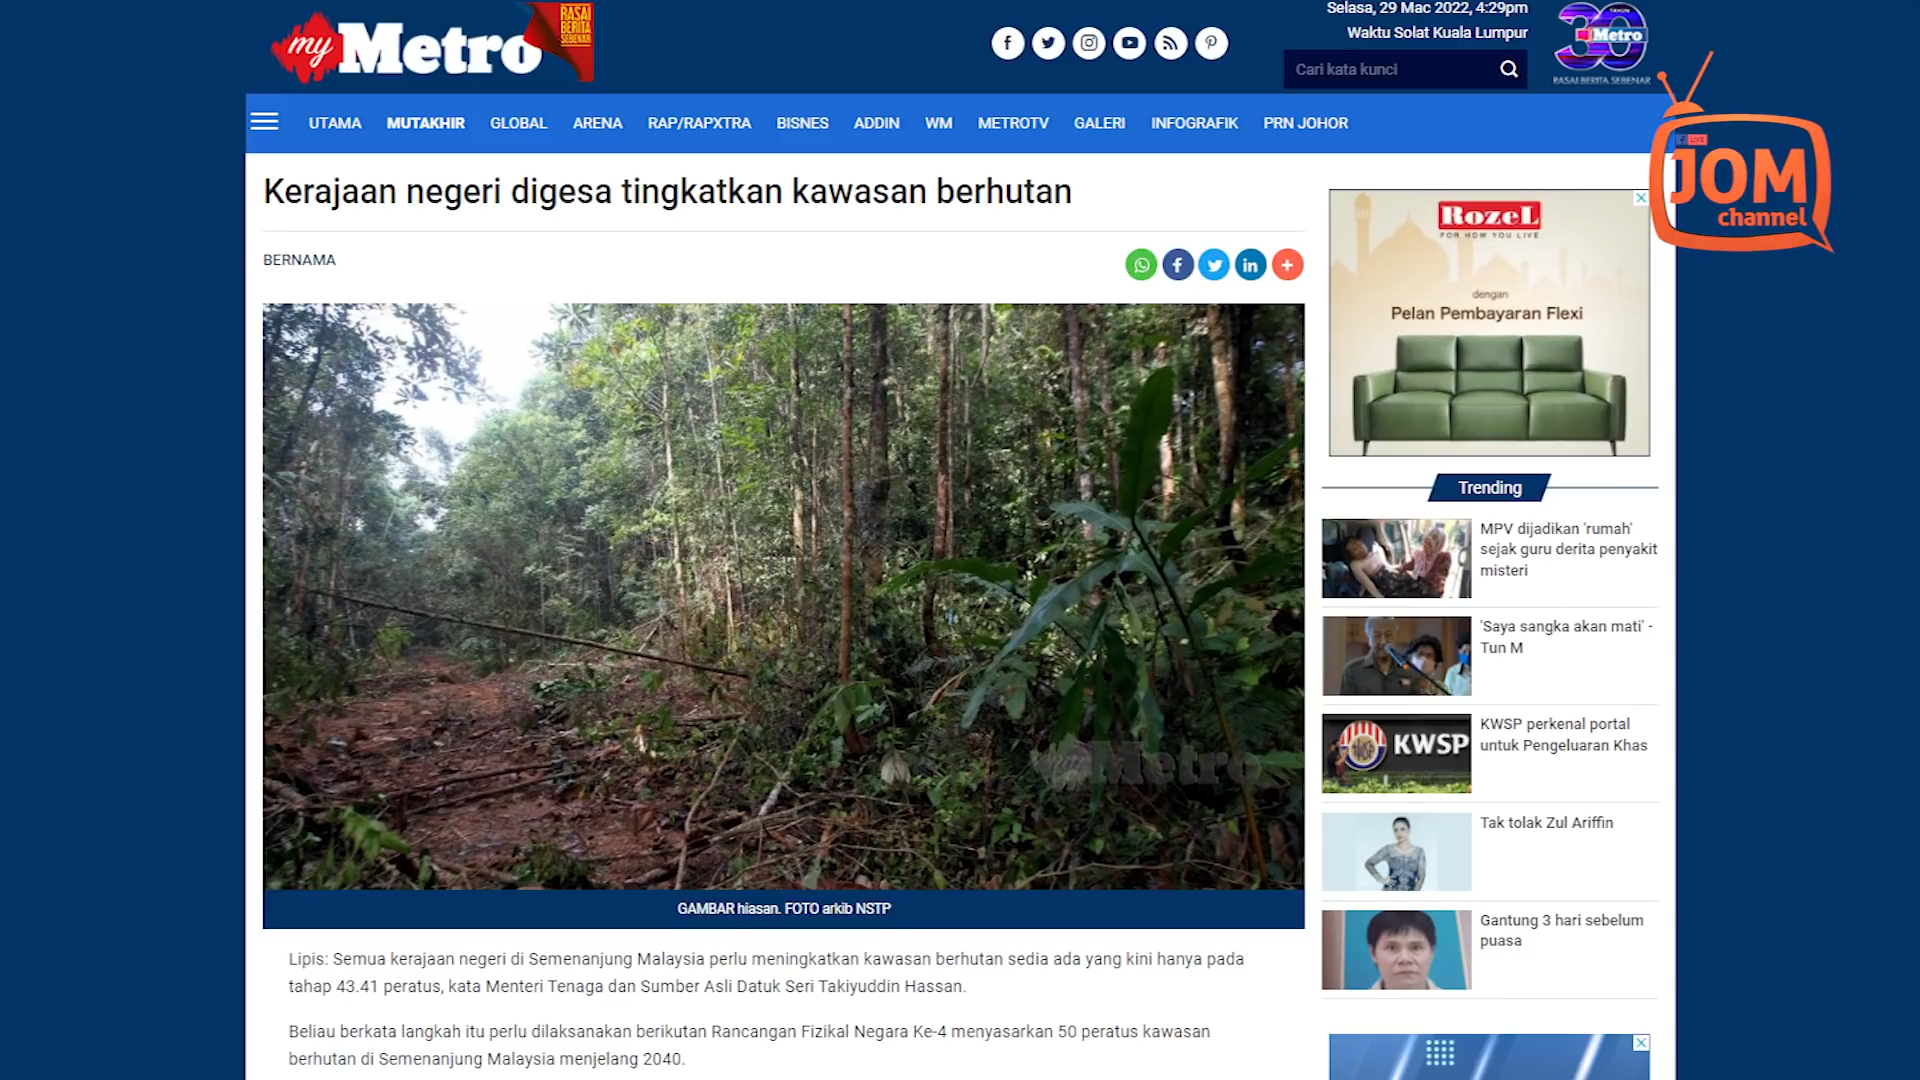 my Metro
RASAI
BERITA
SEBENAR
Selasa, 29 Mac 2022, 4:29pm
Waktu Solat Kuala Lumpur
Cari kata kunci
TAHUN
30
Metro
RASAI BERITA SEBENAR
LIVE
JOM
channel
UTAMA MUTAKHIR GLOBAL ARENA RAP/RAPXTRA BISNES ADDIN WM METROTV GALERI INFOGRAFIK PRN JOHOR
Kerajaan negeri digesa tingkatkan kawasan berhutan
BERNAMA
my Metro
GAMBAR hiasan. FOTO arkib NSTP
Lipis: Semua kerajaan negeri di Semenanjung Malaysia perlu meningkatkan kawasan berhutan sedia ada yang kini hanya pada
tahap 43.41 peratus, kata Menteri Tenaga dan Sumber Asli Datuk Seri Takiyuddin Hassan.
Beliau berkata langkah itu perlu dilaksanakan berikutan Rancangan Fizikal Negara Ke-4 menyasarkan 50 peratus kawasan
berhutan di Semenanjung Malaysia menjelang 2040.
RozeL
FOR HOW YOU LIVE
dengan
Pelan Pembayaran Flexi
Trending
MPV dijadikan 'rumah'
sejak guru derita penyakit
misteri
'Saya sangka akan mati' -
Tun M
KWSP
KWSP perkenal portal
untuk Pengeluaran Khas
Tak tolak Zul Ariffin
Gantung 3 hari sebelum
puasa